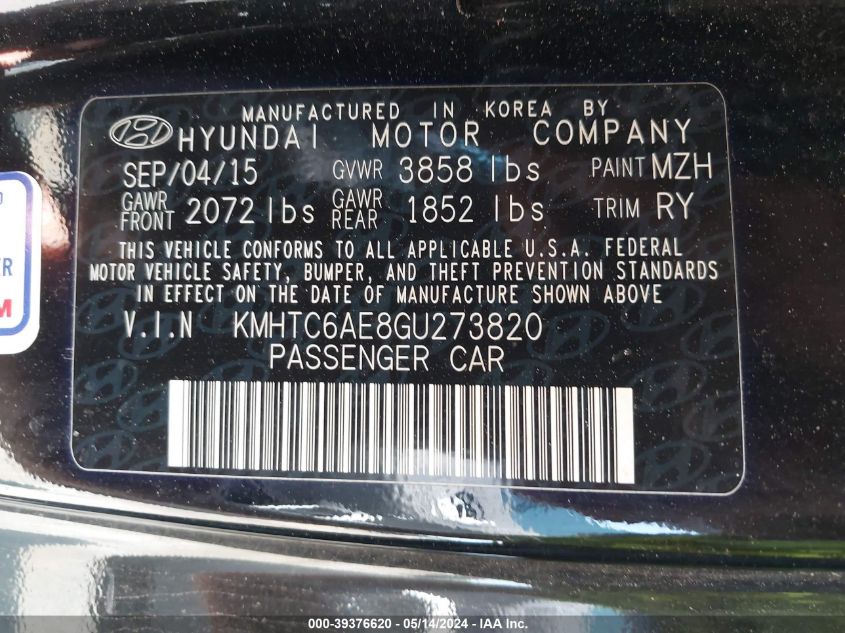 MANUFACTURED IN KOREA BY
HYUNDAI MOTOR COMPANY
SEP/04/15 GVWR 3858 lbs PAINT MZH
GAWR FRONT 2072 lbs GAWR REAR 1852 lbs TRIM RY
THIS VEHICLE CONFORMS TO ALL APPLICABLE U.S.A. FEDERAL
MOTOR VEHICLE SAFETY, BUMPER, AND THEFT PREVENTION STANDARDS
IN EFFECT ON THE DATE OF MANUFACTURE SHOWN ABOVE
V.I.N KMHTC6AE8GU273820
PASSENGER CAR
000-39376620 - 05/14/2024 - IAA Inc.